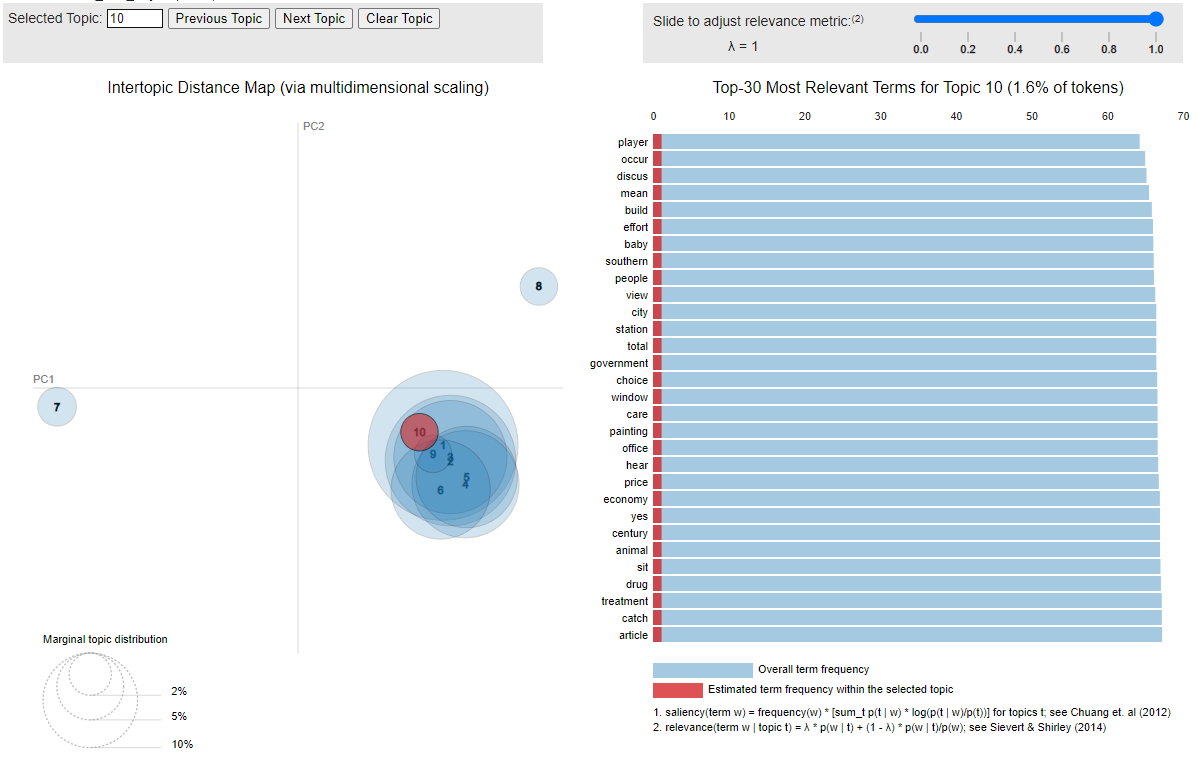 Selected Topic: 10 Previous Topic Next Topic Clear Topic
Slide to adjust relevance metric:(2)
λ = 1
0.0 0.2 0.4 0.6 0.8 1.0
Intertopic Distance Map (via multidimensional scaling)
PC2
PC1
8
7
10
1
9
3
2
5
4
6
Marginal topic distribution
2%
5%
10%
Top-30 Most Relevant Terms for Topic 10 (1.6% of tokens)
0 10 20 30 40 50 60 70
player
occur
discus
mean
build
effort
baby
southern
people
view
city
station
total
government
choice
window
care
painting
office
hear
price
economy
yes
century
animal
sit
drug
treatment
catch
article
Overall term frequency
Estimated term frequency within the selected topic
1. saliency(term w) = frequency(w) * [sum_t p(t | w) * log(p(t | w)/p(t))] for topics t; see Chuang et. al (2012)
2. relevance(term w | topic t) = λ * p(w | t) + (1 - λ) * p(w | t)/p(w); see Sievert & Shirley (2014)